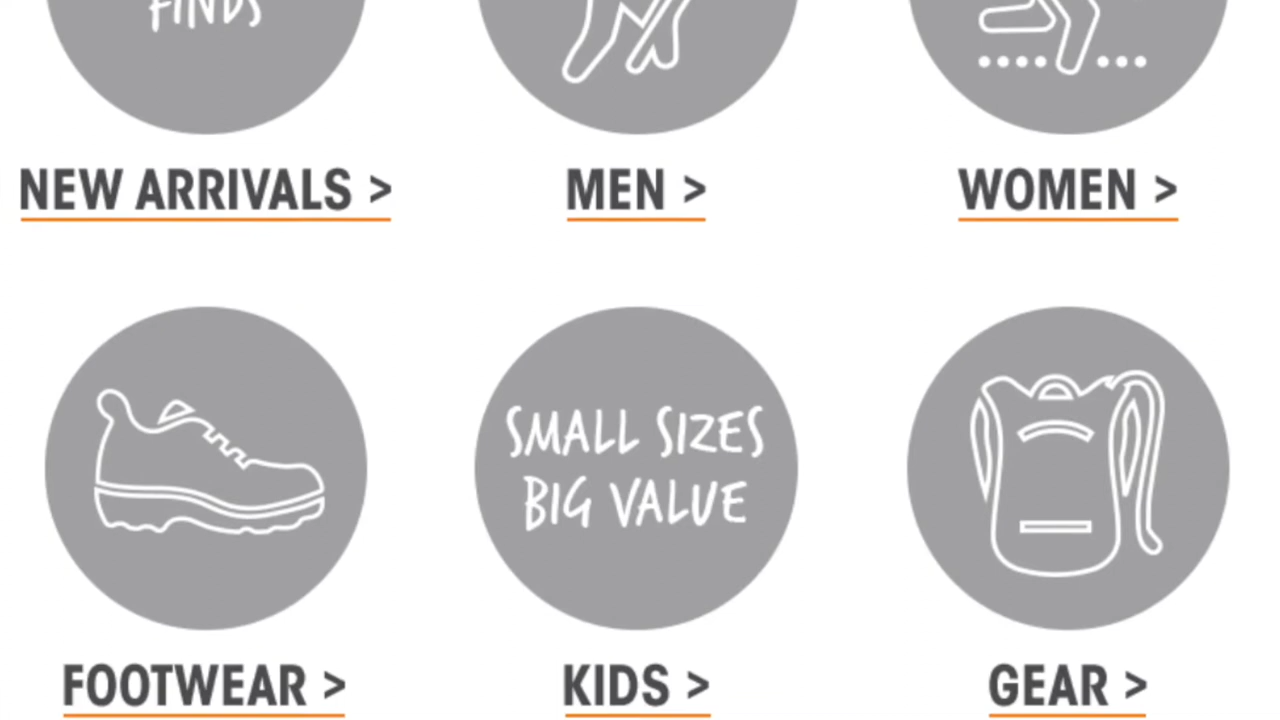 FINDS
NEW ARRIVALS >
MEN >
WOMEN >
SMALL SIZES
BIG VALUE
FOOTWEAR >
KIDS >
GEAR >